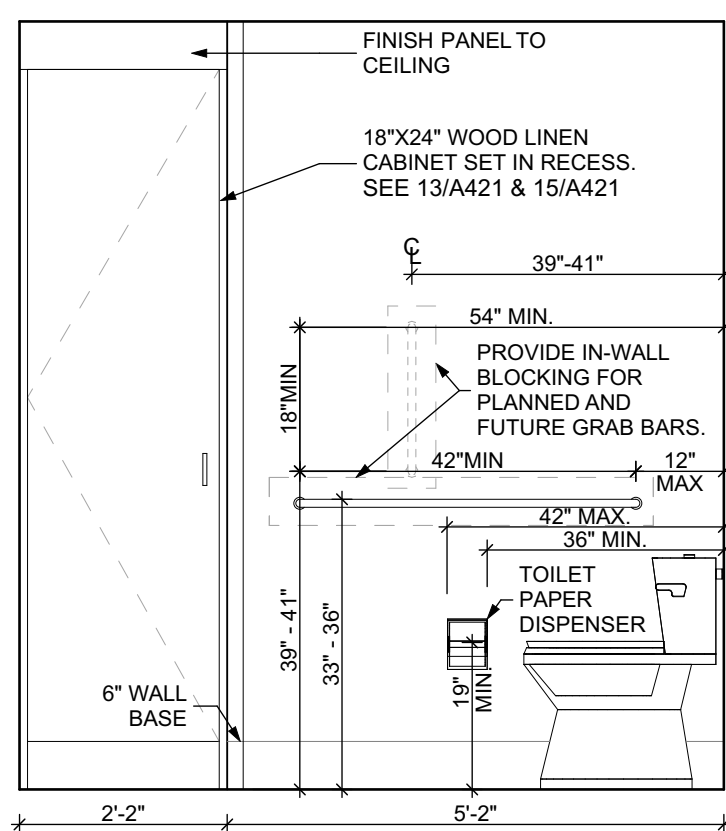 FINISH PANEL TO
CEILING
18"X24" WOOD LINEN
CABINET SET IN RECESS.
SEE 13/A421 & 15/A421
℄
39"-41"
54" MIN.
PROVIDE IN-WALL
BLOCKING FOR
PLANNED AND
FUTURE GRAB BARS.
18"MIN
42"MIN
12"
MAX
42" MAX.
36" MIN.
TOILET
PAPER
DISPENSER
39" - 41"
33" - 36"
19"
MIN.
6" WALL
BASE
2'-2"
5'-2"